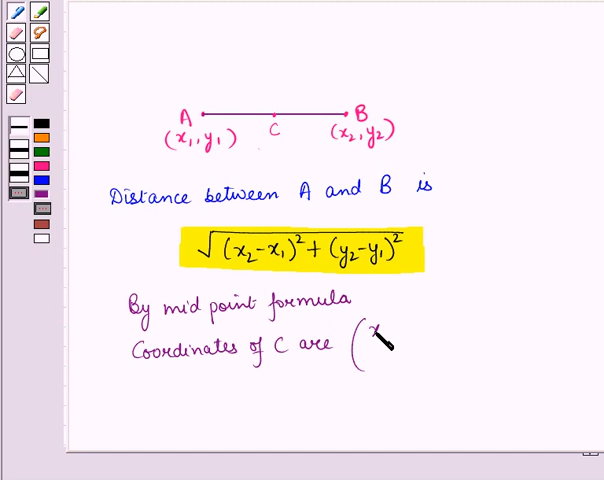 A B
(x₁, y₁) C (x₂, y₂)
Distance between A and B is
√(x₂-x₁)² + (y₂-y₁)²
By mid point formula
Coordinates of C are (x